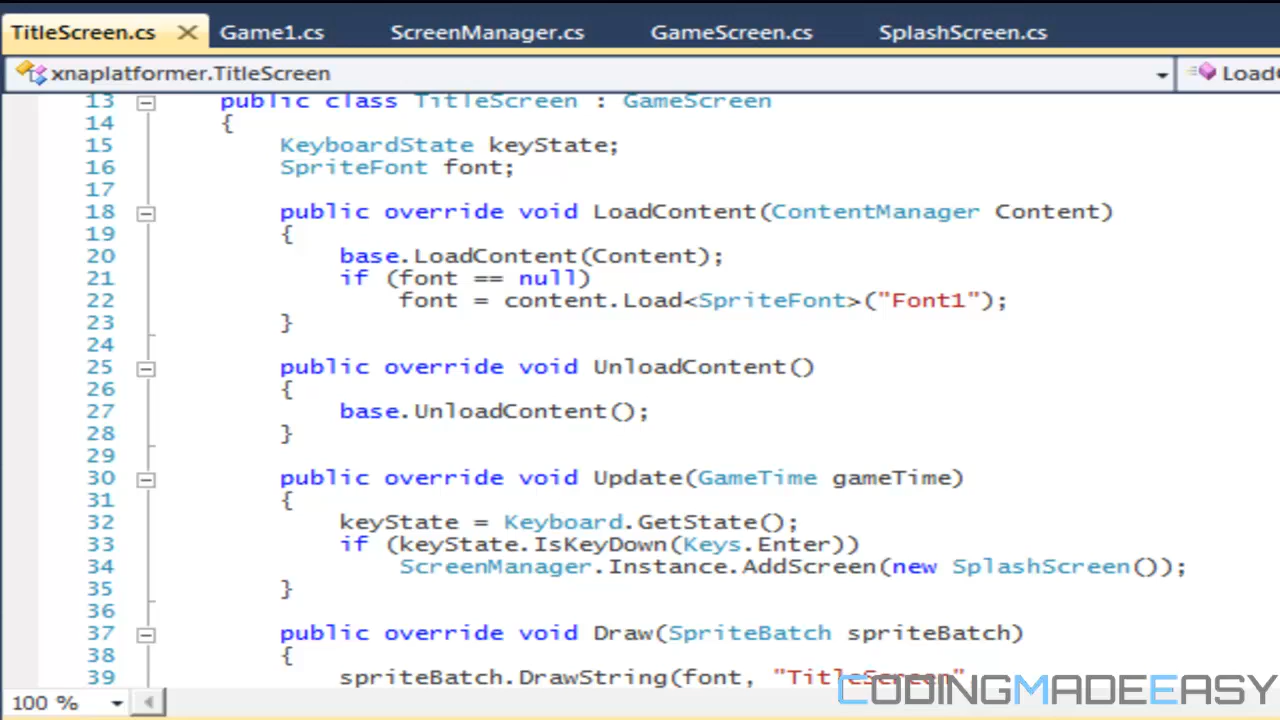 TitleScreen.cs Game1.cs ScreenManager.cs GameScreen.cs SplashScreen.cs
xnaplatformer.TitleScreen Load
13 public class TitleScreen : GameScreen
14 {
15 KeyboardState keyState;
16 SpriteFont font;
17
18 public override void LoadContent(ContentManager Content)
19 {
20 base.LoadContent(Content);
21 if (font == null)
22 font = content.Load<SpriteFont>("Font1");
23 }
24
25 public override void UnloadContent()
26 {
27 base.UnloadContent();
28 }
29
30 public override void Update(GameTime gameTime)
31 {
32 keyState = Keyboard.GetState();
33 if (keyState.IsKeyDown(Keys.Enter))
34 ScreenManager.Instance.AddScreen(new SplashScreen());
35 }
36
37 public override void Draw(SpriteBatch spriteBatch)
38 {
39 spriteBatch.DrawString(font, "TitleScreen"
CODINGMADEEASY
100 %